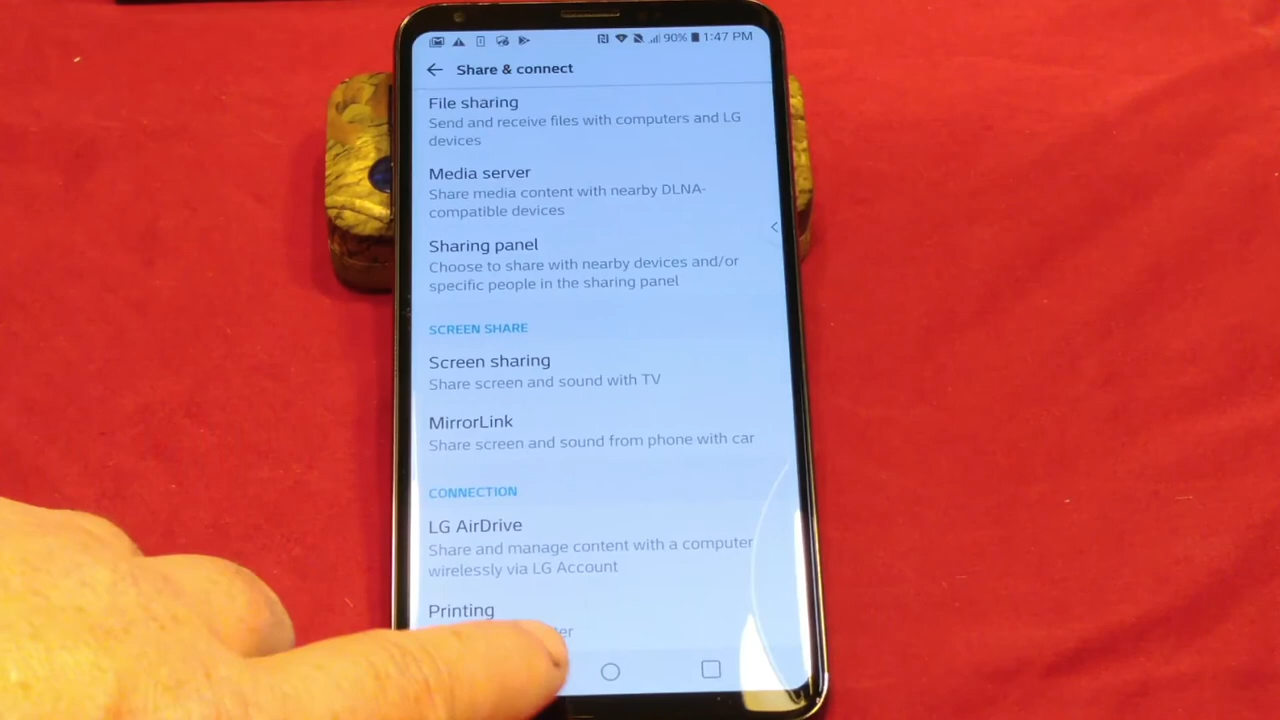 90% 1:47 PM
Share & connect
File sharing
Send and receive files with computers and LG
devices
Media server
Share media content with nearby DLNA-
compatible devices
Sharing panel
Choose to share with nearby devices and/or
specific people in the sharing panel
SCREEN SHARE
Screen sharing
Share screen and sound with TV
MirrorLink
Share screen and sound from phone with car
CONNECTION
LG AirDrive
Share and manage content with a computer
wirelessly via LG Account
Printing